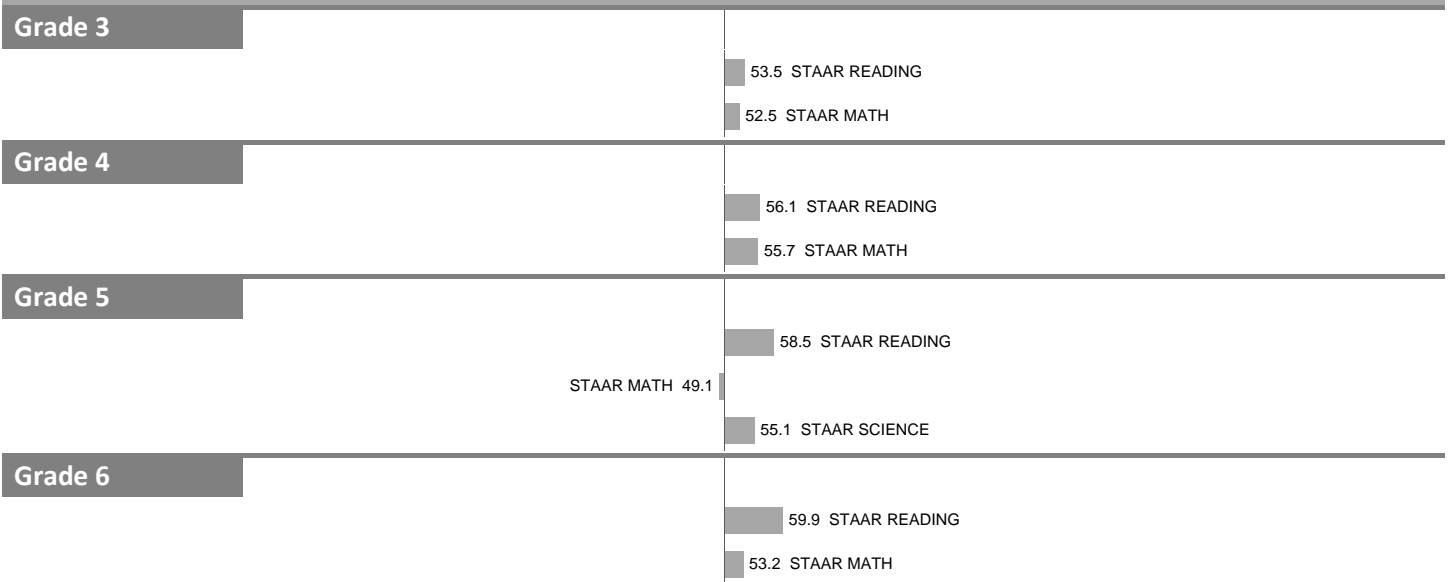 Grade 3
53.5 STAAR READING
52.5 STAAR MATH
Grade 4
56.1 STAAR READING
55.7 STAAR MATH
Grade 5
58.5 STAAR READING
STAAR MATH 49.1
55.1 STAAR SCIENCE
Grade 6
59.9 STAAR READING
53.2 STAAR MATH